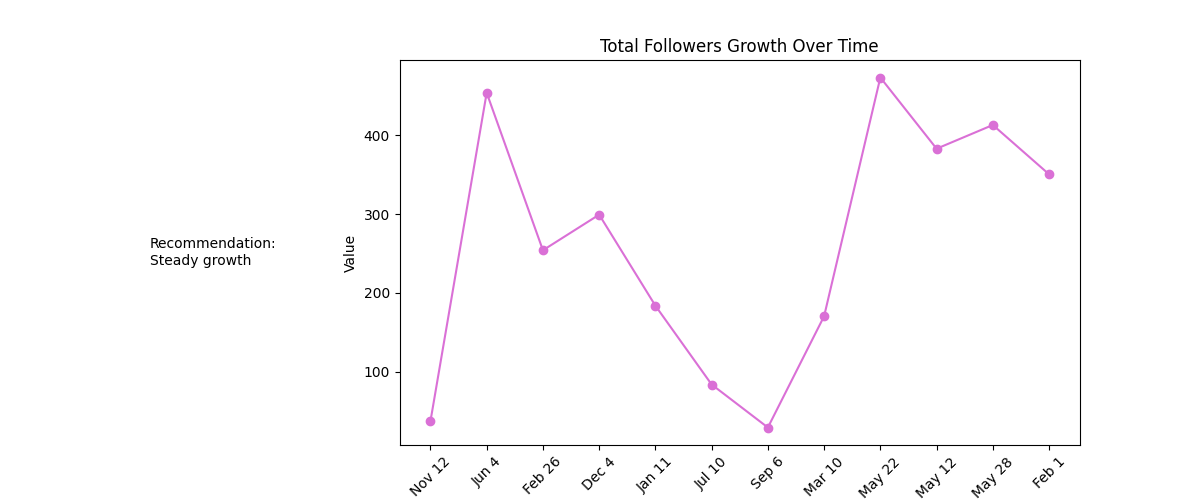 Total Followers Growth Over Time
Recommendation:
Steady growth
Value
400
300
200
100
Nov 12
Jun 4
Feb 26
Dec 4
Jan 11
Jul 10
Sep 6
Mar 10
May 22
May 12
May 28
Feb 1